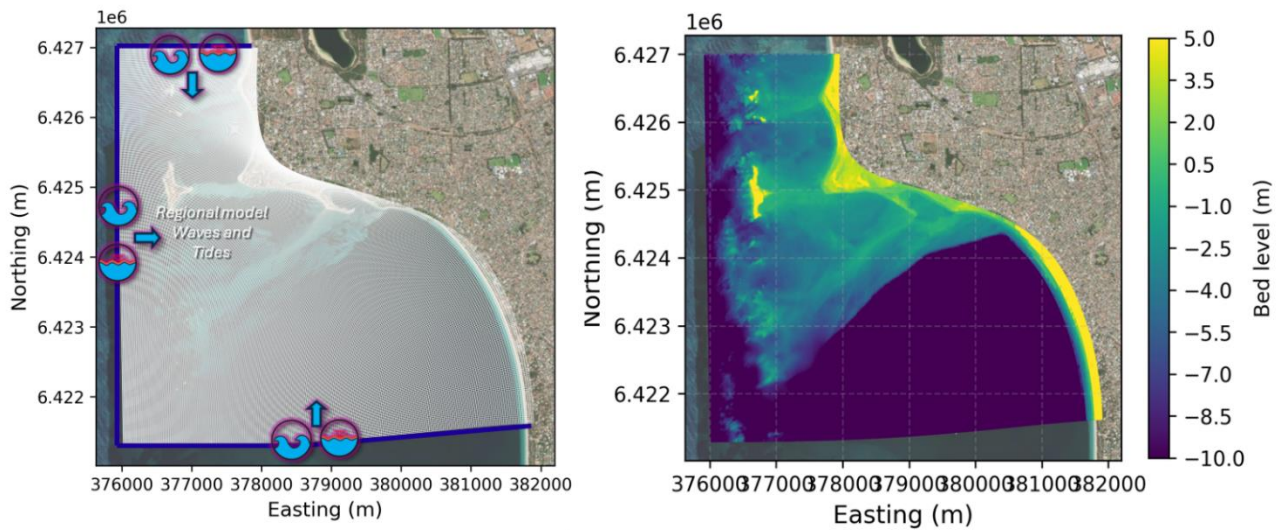 1e6
6.427
6.426
6.425
6.424
6.423
6.422
Northing (m)
376000 377000 378000 379000 380000 381000 382000
Easting (m)
Regional model
Waves and
Tides
1e6
6.427
6.426
6.425
6.424
6.423
6.422
Northing (m)
376000 377000 378000 379000 380000 381000 382000
Easting (m)
5.0
3.5
2.0
0.5
−1.0
−2.5
−4.0
−5.5
−7.0
−8.5
−10.0
Bed level (m)